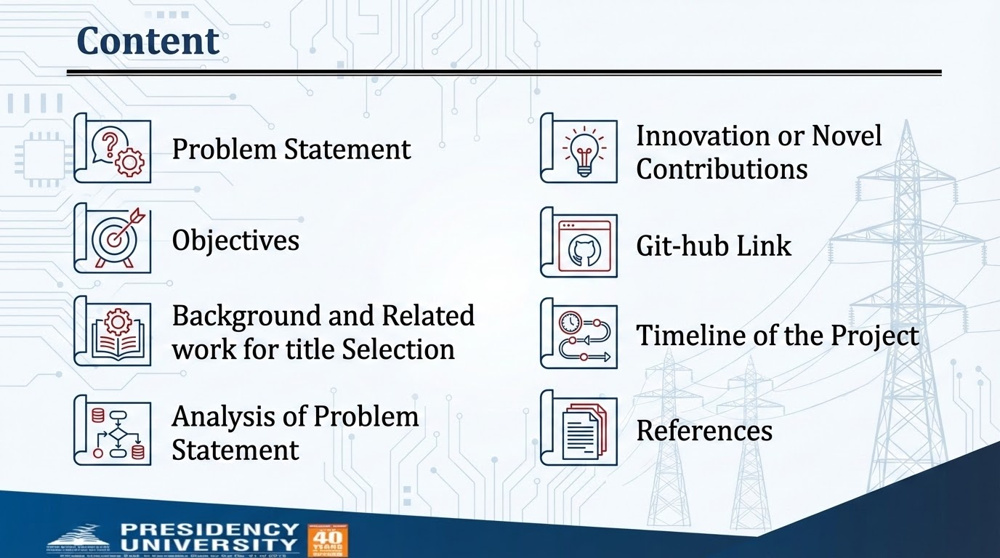 Content
Problem Statement
Objectives
Background and Related
work for title Selection
Analysis of Problem
Statement
Innovation or Novel
Contributions
Git-hub Link
Timeline of the Project
References
PRESIDENCY
UNIVERSITY
40
YEARS